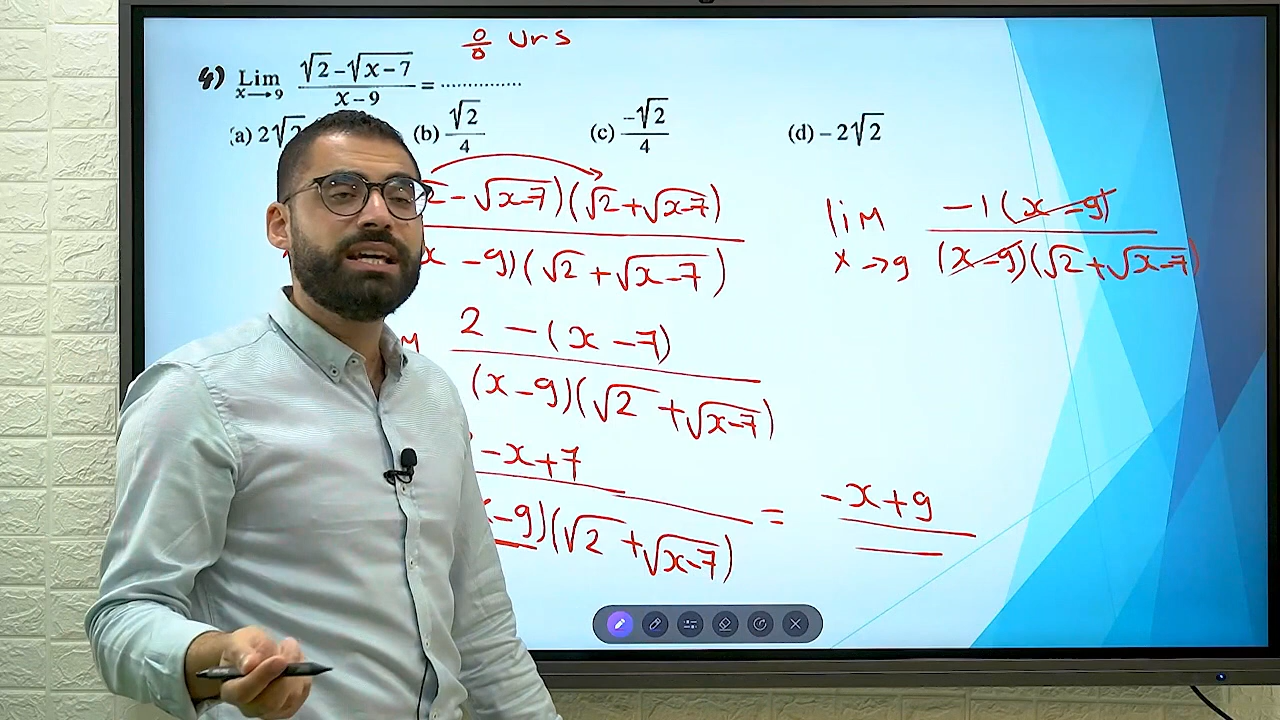 0/0 urs
4) Lim x→9 (√2 - √(x-7))/(x-9) = ..................
(a) 2√2 (b) √2/4 (c) -√2/4 (d) -2√2
- √(x-7))(√2 + √(x-7))
x - 9)(√2 + √(x-7))
lim x→9 -1(x-9)
(x-9)(√2 + √(x-7))
2 - (x - 7)
(x - 9)(√2 + √(x-7))
- x + 7
-9)(√2 + √(x-7))
= -x + 9